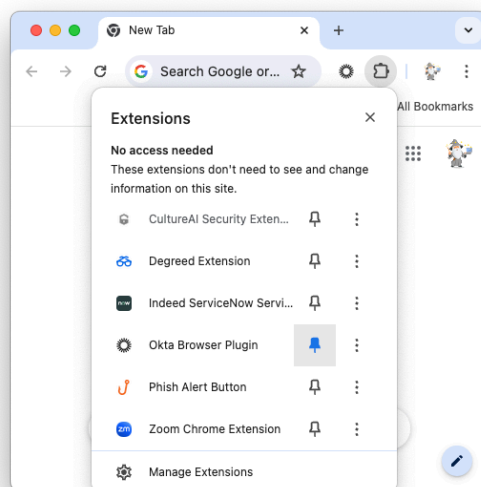 New Tab
Search Google or...
All Bookmarks
Extensions
No access needed
These extensions don't need to see and change
information on this site.
CultureAI Security Exten...
Degreed Extension
now
Indeed ServiceNow Servi...
Okta Browser Plugin
Phish Alert Button
zm
Zoom Chrome Extension
Manage Extensions